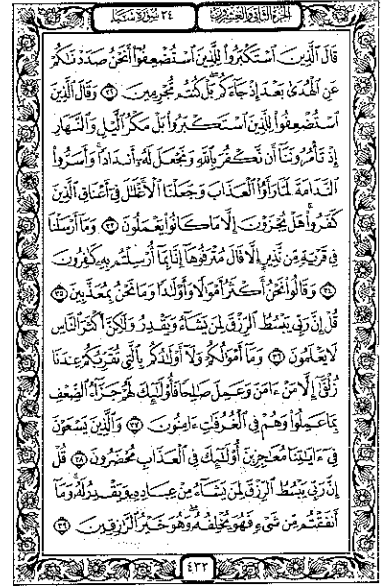 الجزء الثاني والعشرون ٣٤ سورة سبإ
قَالَ ٱلَّذِينَ ٱسْتَكْبَرُوا۟ لِلَّذِينَ ٱسْتُضْعِفُوٓا۟ أَنَحْنُ صَدَدْنَٰكُمْ
عَنِ ٱلْهُدَىٰ بَعْدَ إِذْ جَآءَكُم بَلْ كُنتُم مُّجْرِمِينَ ٣٢ وَقَالَ ٱلَّذِينَ
ٱسْتُضْعِفُوا۟ لِلَّذِينَ ٱسْتَكْبَرُوا۟ بَلْ مَكْرُ ٱلَّيْلِ وَٱلنَّهَارِ
إِذْ تَأْمُرُونَنَآ أَن نَّكْفُرَ بِٱللَّهِ وَنَجْعَلَ لَهُۥٓ أَندَادًا وَأَسَرُّوا۟
ٱلنَّدَامَةَ لَمَّا رَأَوُا۟ ٱلْعَذَابَ وَجَعَلْنَا ٱلْأَغْلَٰلَ فِىٓ أَعْنَاقِ ٱلَّذِينَ
كَفَرُوا۟ هَلْ يُجْزَوْنَ إِلَّا مَا كَانُوا۟ يَعْمَلُونَ ٣٣ وَمَآ أَرْسَلْنَا
فِى قَرْيَةٍ مِّن نَّذِيرٍ إِلَّا قَالَ مُتْرَفُوهَآ إِنَّا بِمَآ أُرْسِلْتُم بِهِۦ كَٰفِرُونَ
٣٤ وَقَالُوا۟ نَحْنُ أَكْثَرُ أَمْوَٰلًا وَأَوْلَٰدًا وَمَا نَحْنُ بِمُعَذَّبِينَ ٣٥
قُلْ إِنَّ رَبِّى يَبْسُطُ ٱلرِّزْقَ لِمَن يَشَآءُ وَيَقْدِرُ وَلَٰكِنَّ أَكْثَرَ ٱلنَّاسِ
لَا يَعْلَمُونَ ٣٦ وَمَآ أَمْوَٰلُكُمْ وَلَآ أَوْلَٰدُكُم بِٱلَّتِى تُقَرِّبُكُمْ عِندَنَا
زُلْفَىٰٓ إِلَّا مَنْ ءَامَنَ وَعَمِلَ صَٰلِحًا فَأُو۟لَٰٓئِكَ لَهُمْ جَزَآءُ ٱلضِّعْفِ
بِمَا عَمِلُوا۟ وَهُمْ فِى ٱلْغُرُفَٰتِ ءَامِنُونَ ٣٧ وَٱلَّذِينَ يَسْعَوْنَ
فِىٓ ءَايَٰتِنَا مُعَٰجِزِينَ أُو۟لَٰٓئِكَ فِى ٱلْعَذَابِ مُحْضَرُونَ ٣٨ قُلْ
إِنَّ رَبِّى يَبْسُطُ ٱلرِّزْقَ لِمَن يَشَآءُ مِنْ عِبَادِهِۦ وَيَقْدِرُ لَهُۥ وَمَآ
أَنفَقْتُم مِّن شَىْءٍ فَهُوَ يُخْلِفُهُۥ وَهُوَ خَيْرُ ٱلرَّٰزِقِينَ ٣٩
٤٣٢